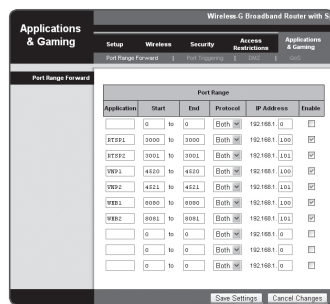 Wireless-G Broadband Router with S
Applications
& Gaming
Setup Wireless Security Access Restrictions Applications & Gaming
Port Range Forward | Port Triggering | DMZ | QoS
Port Range Forward
Port Range
Application Start End Protocol IP Address Enable
0 to 0 Both 192.168.1. 0
RTSP1 3000 to 3000 Both 192.168.1. 100
RTSP2 3001 to 3001 Both 192.168.1. 101
VNP1 4520 to 4520 Both 192.168.1. 100
VNP2 4521 to 4521 Both 192.168.1. 101
WEB1 8080 to 8080 Both 192.168.1. 100
WEB2 8081 to 8081 Both 192.168.1. 101
0 to 0 Both 192.168.1. 0
0 to 0 Both 192.168.1. 0
0 to 0 Both 192.168.1. 0
Save Settings Cancel Changes